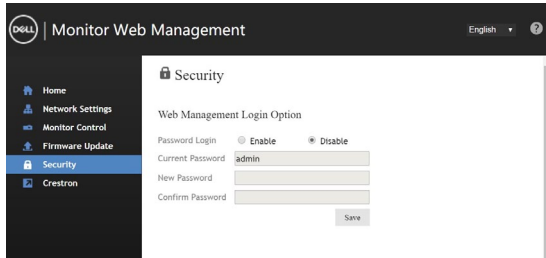 DELL | Monitor Web Management
English ▼ ?
Home
Network Settings
Monitor Control
Firmware Update
Security
Crestron
Security
Web Management Login Option
Password Login Enable Disable
Current Password admin
New Password
Confirm Password
Save